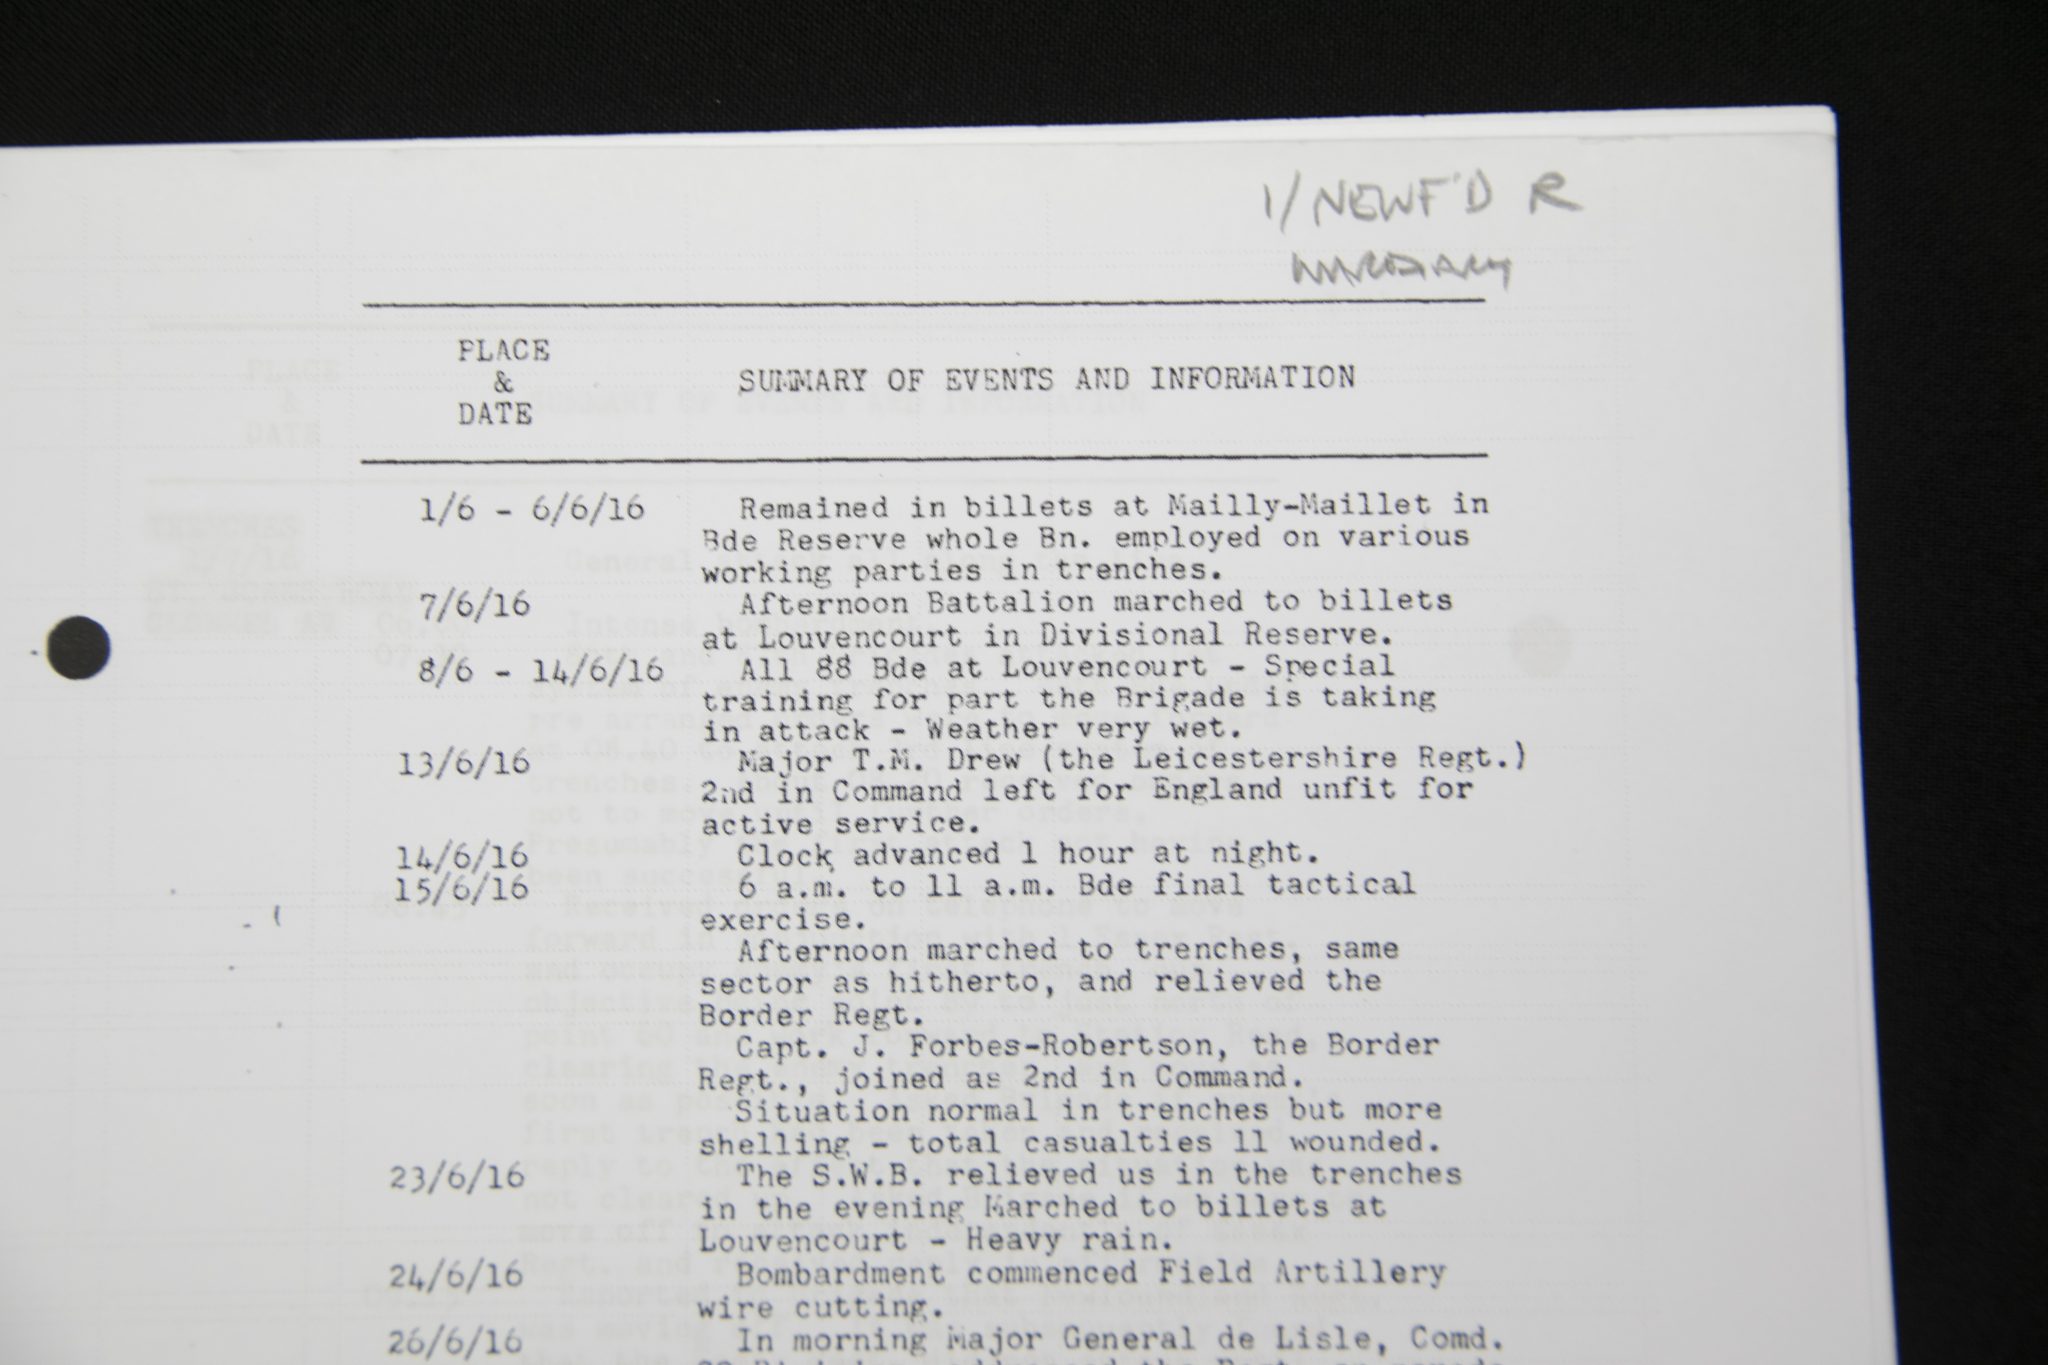 1/NEWF'D R
WAR DIARY
PLACE
&
DATE
SUMMARY OF EVENTS AND INFORMATION
1/6 - 6/6/16 Remained in billets at Mailly-Maillet in
Bde Reserve whole Bn. employed on various
working parties in trenches.
7/6/16 Afternoon Battalion marched to billets
at Louvencourt in Divisional Reserve.
8/6 - 14/6/16 All 88 Bde at Louvencourt - Special
training for part the Brigade is taking
in attack - Weather very wet.
13/6/16 Major T.M. Drew (the Leicestershire Regt.)
2nd in Command left for England unfit for
active service.
14/6/16 Clock advanced 1 hour at night.
15/6/16 6 a.m. to 11 a.m. Bde final tactical
exercise.
Afternoon marched to trenches, same
sector as hitherto, and relieved the
Border Regt.
Capt. J. Forbes-Robertson, the Border
Regt., joined as 2nd in Command.
Situation normal in trenches but more
shelling - total casualties 11 wounded.
23/6/16 The S.W.B. relieved us in the trenches
in the evening Marched to billets at
Louvencourt - Heavy rain.
24/6/16 Bombardment commenced Field Artillery
wire cutting.
26/6/16 In morning Major General de Lisle, Comd.